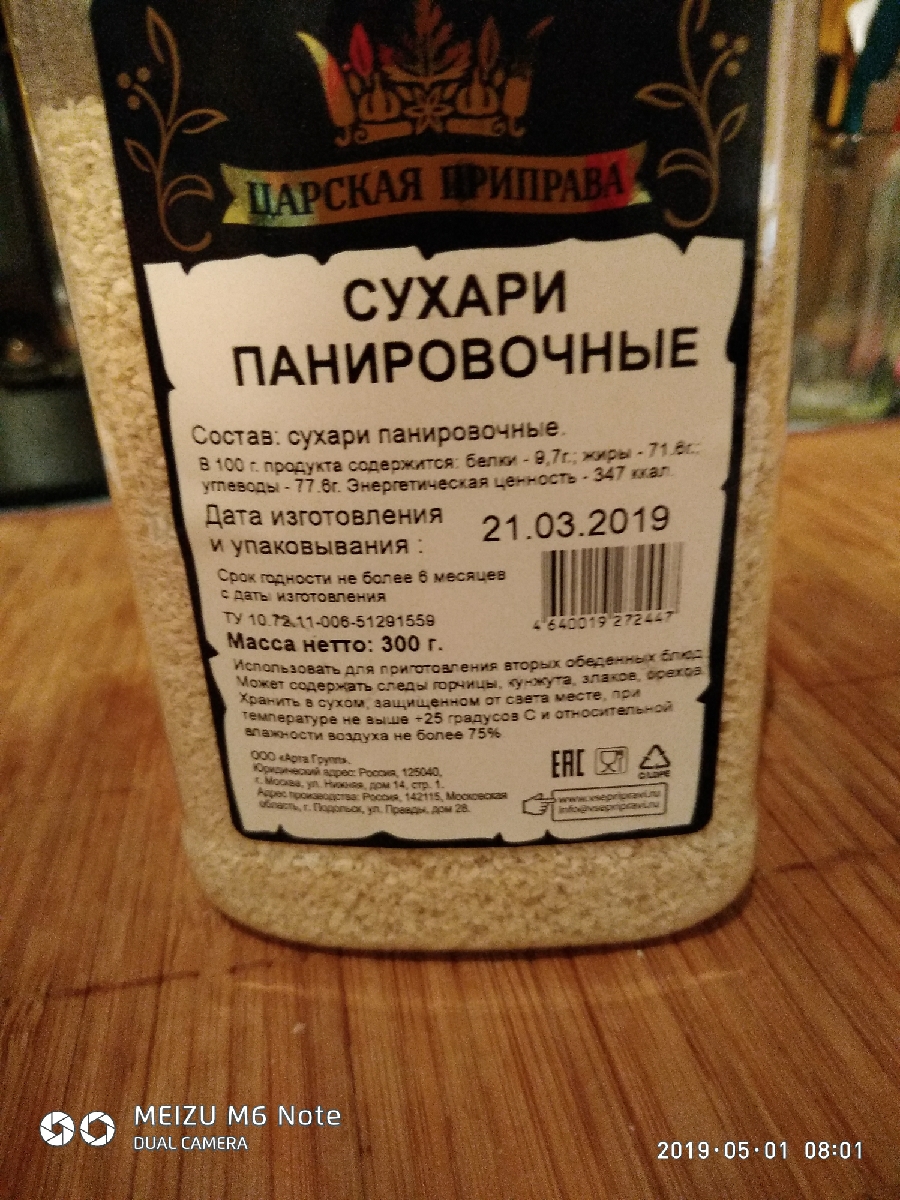 ЦАРСКАЯ ПРИПРАВА
СУХАРИ
ПАНИРОВОЧНЫЕ
Состав: сухари панировочные.
В 100 г. продукта содержится: белки - 9,7г.; жиры - 71.6г.;
углеводы - 77.6г. Энергетическая ценность - 347 ккал.
Дата изготовления
и упаковывания :
21.03.2019
Срок годности не более 6 месяцев
с даты изготовления
ТУ 10.72.11-006-51291559
4 640019 272447
Масса нетто: 300 г.
Использовать для приготовления вторых обеденных блюд.
Может содержать следы горчицы, кунжута, злаков, орехов.
Хранить в сухом, защищенном от света месте, при
температуре не выше +25 градусов С и относительной
влажности воздуха не более 75%
ООО «Арта Групп».
Юридический адрес: Россия, 125040,
г. Москва, ул. Нижняя, дом 14, стр. 1.
Адрес производства: Россия, 142115, Московская
область, г. Подольск, ул. Правды, дом 28.
EAC
www.vsepripravi.ru
info@vsepripravi.ru
MEIZU M6 Note
DUAL CAMERA
2019·05·01 08:01